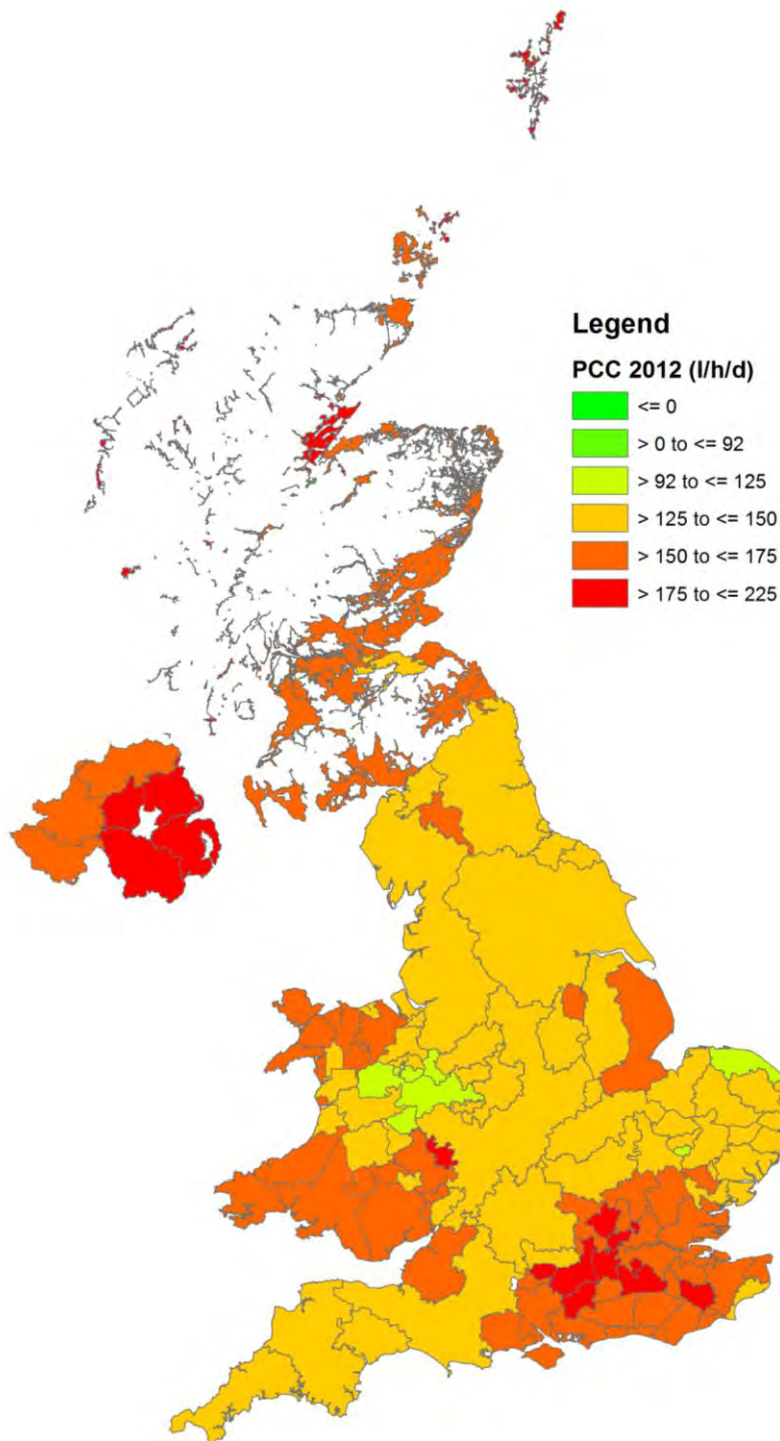 Legend
PCC 2012 (l/h/d)
<= 0
> 0 to <= 92
> 92 to <= 125
> 125 to <= 150
> 150 to <= 175
> 175 to <= 225